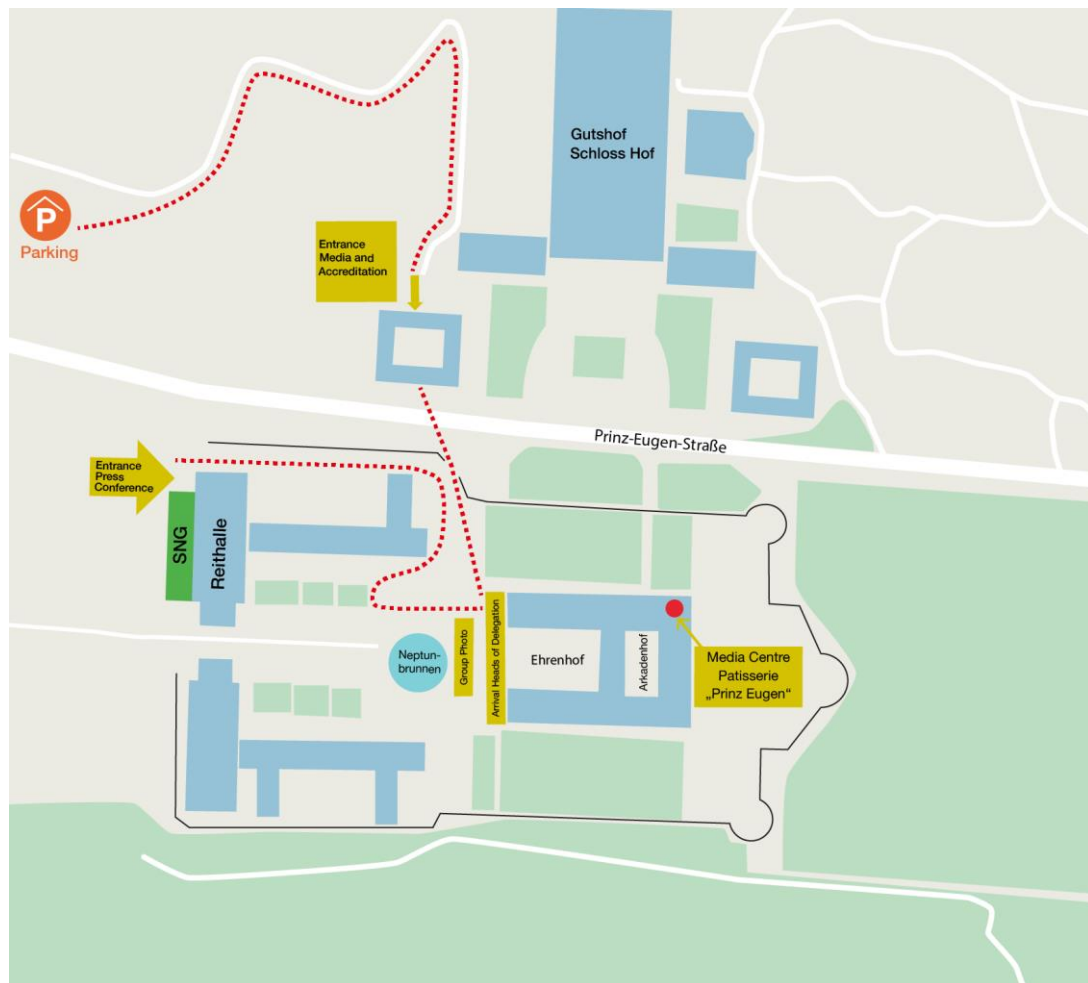 Gutshof
Schloss Hof
P
Parking
Entrance
Media and
Accreditation
Prinz-Eugen-Straße
Entrance
Press
Conference
SNG
Reithalle
Neptun-
brunnen
Group Photo
Arrival Heads of Delegation
Ehrenhof
Arkadenhof
Media Centre
Patisserie
„Prinz Eugen“